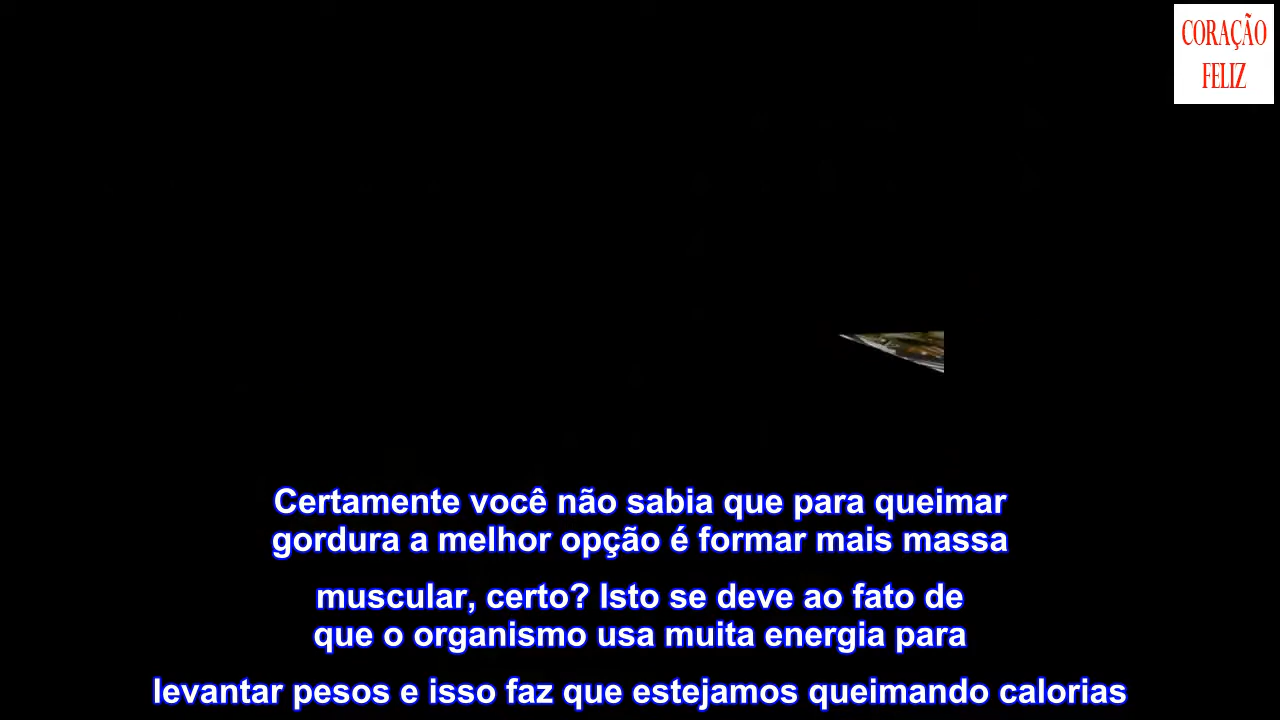 CORAÇÃO
FELIZ
Certamente você não sabia que para queimar
gordura a melhor opção é formar mais massa
muscular, certo? Isto se deve ao fato de
que o organismo usa muita energia para
levantar pesos e isso faz que estejamos queimando calorias